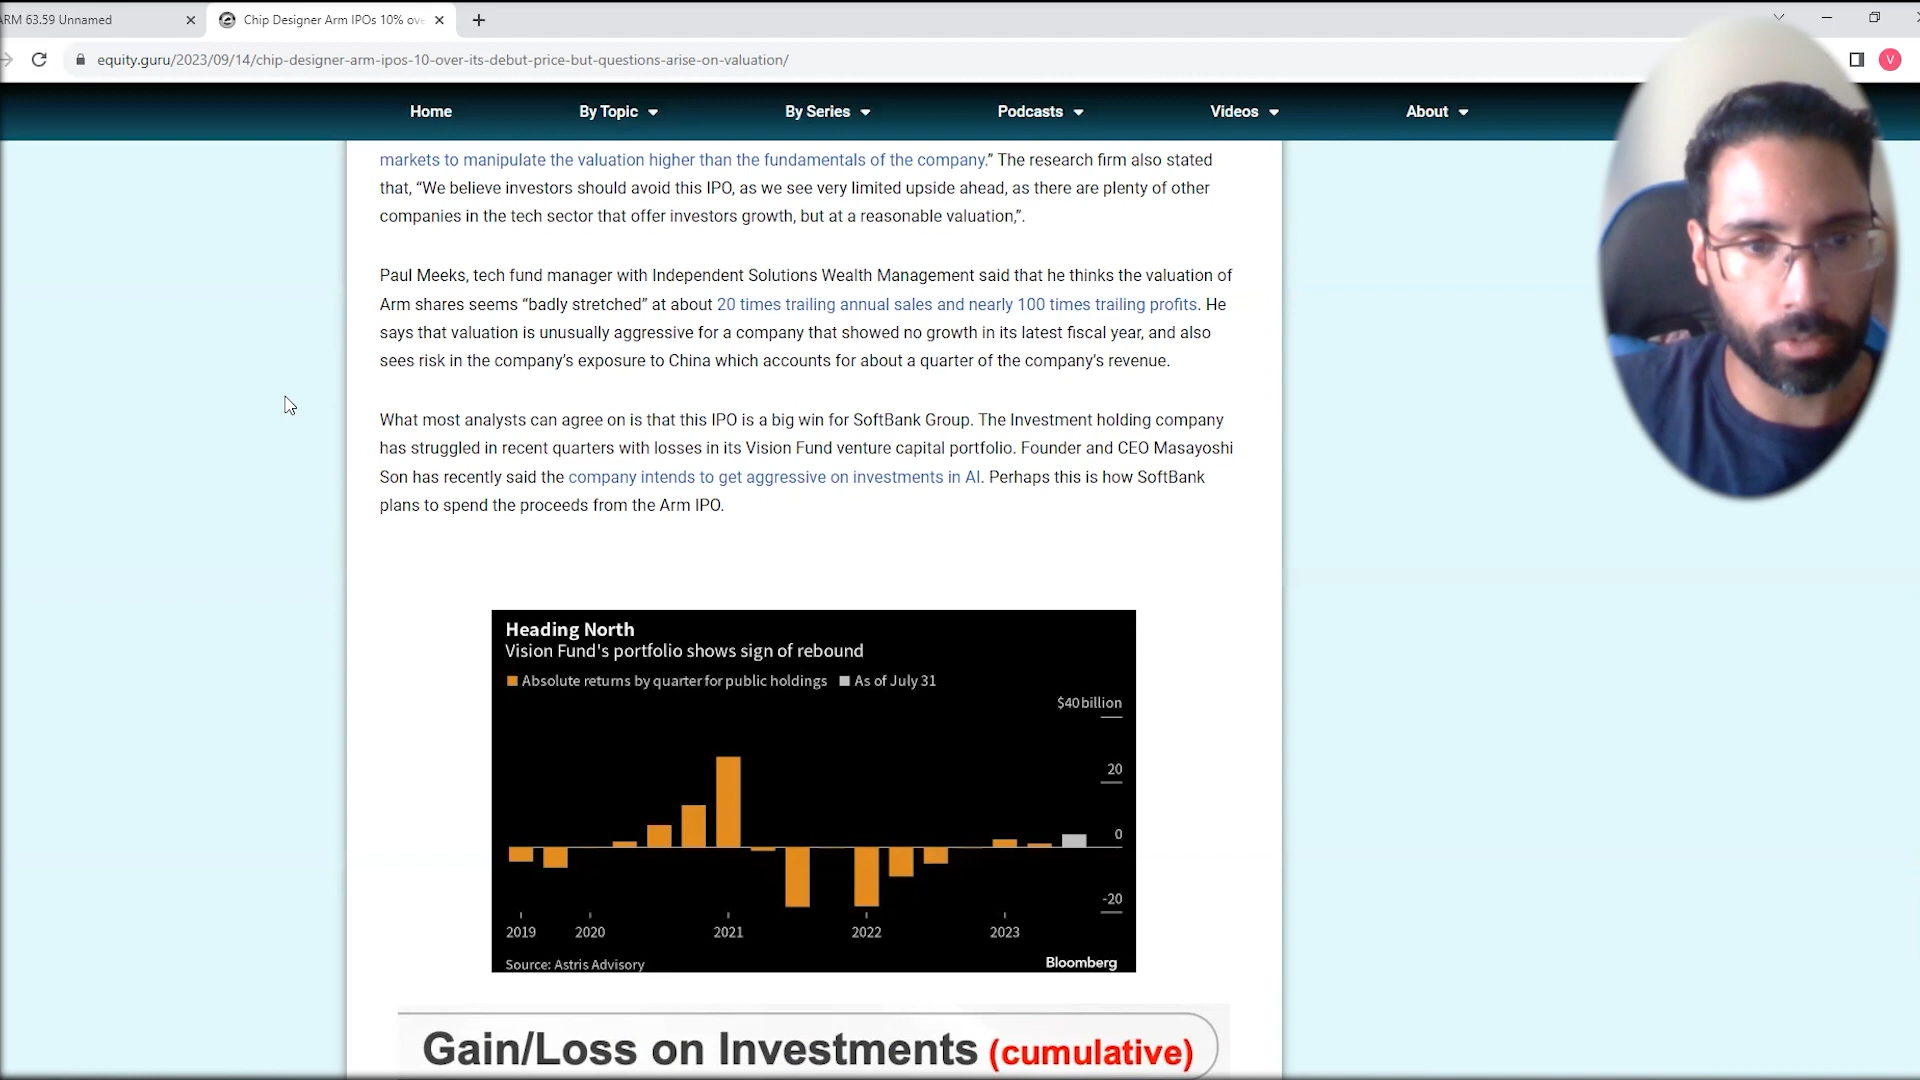 ARM 63.59 Unnamed
Chip Designer Arm IPOs 10% ove
equity.guru/2023/09/14/chip-designer-arm-ipos-10-over-its-debut-price-but-questions-arise-on-valuation/
V
Home By Topic By Series Podcasts Videos About
markets to manipulate the valuation higher than the fundamentals of the company.” The research firm also stated
that, “We believe investors should avoid this IPO, as we see very limited upside ahead, as there are plenty of other
companies in the tech sector that offer investors growth, but at a reasonable valuation,”.
Paul Meeks, tech fund manager with Independent Solutions Wealth Management said that he thinks the valuation of
Arm shares seems “badly stretched” at about 20 times trailing annual sales and nearly 100 times trailing profits. He
says that valuation is unusually aggressive for a company that showed no growth in its latest fiscal year, and also
sees risk in the company’s exposure to China which accounts for about a quarter of the company’s revenue.
What most analysts can agree on is that this IPO is a big win for SoftBank Group. The Investment holding company
has struggled in recent quarters with losses in its Vision Fund venture capital portfolio. Founder and CEO Masayoshi
Son has recently said the company intends to get aggressive on investments in AI. Perhaps this is how SoftBank
plans to spend the proceeds from the Arm IPO.
Heading North
Vision Fund's portfolio shows sign of rebound
Absolute returns by quarter for public holdings As of July 31
$40 billion
20
0
-20
2019 2020 2021 2022 2023
Source: Astris Advisory Bloomberg
Gain/Loss on Investments (cumulative)